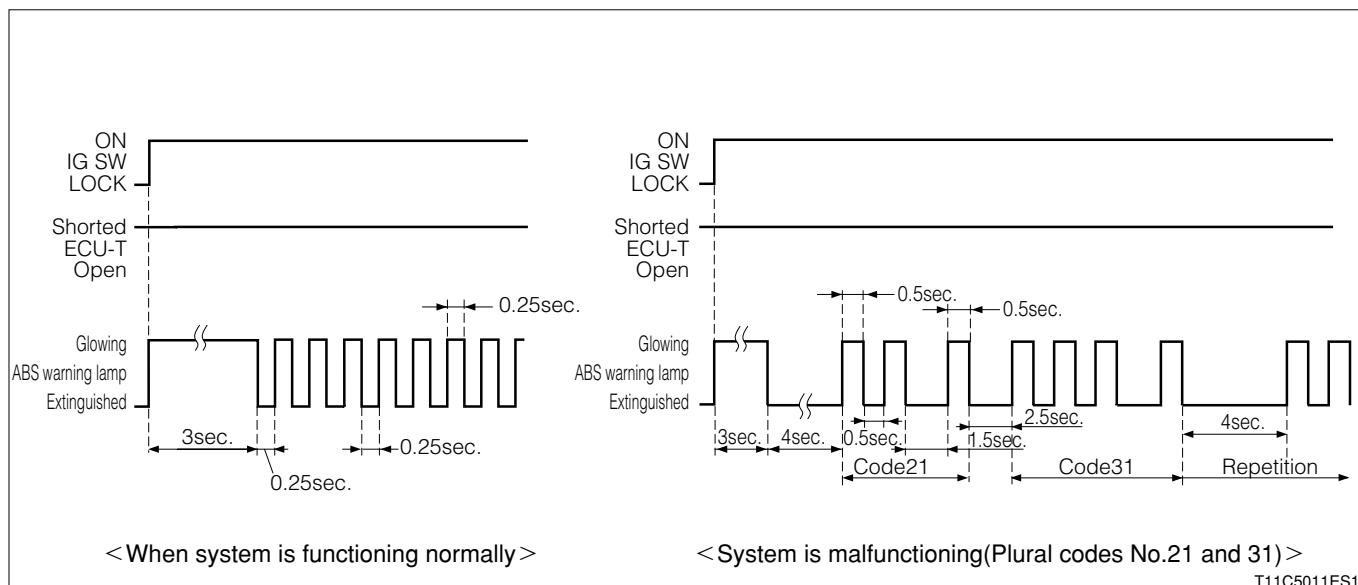 ON
IG SW
LOCK
Shorted
ECU-T
Open
0.25sec.
Glowing
ABS warning lamp
Extinguished
3sec.
0.25sec.
0.25sec.
<When system is functioning normally>
ON
IG SW
LOCK
Shorted
ECU-T
Open
0.5sec.
0.5sec.
Glowing
ABS warning lamp
Extinguished
3sec.
4sec.
0.5sec.
1.5sec.
2.5sec.
4sec.
Code21
Code31
Repetition
<System is malfunctioning(Plural codes No.21 and 31)>
T11C5011ES1